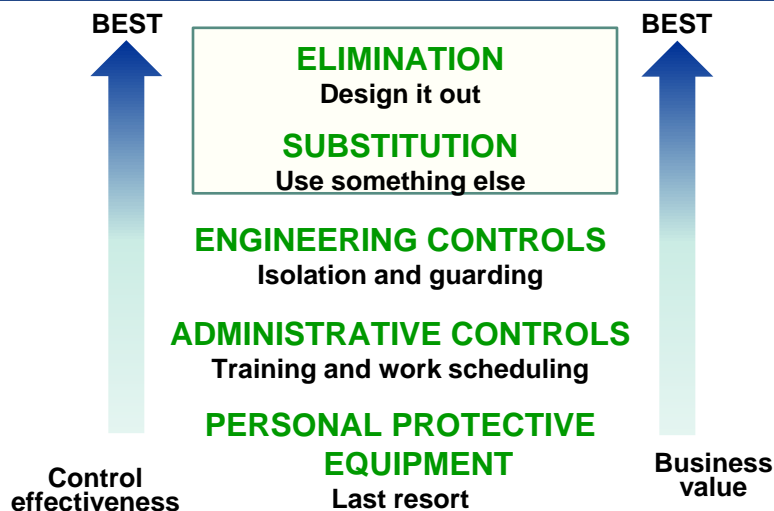 BEST
BEST
ELIMINATION
Design it out
SUBSTITUTION
Use something else
ENGINEERING CONTROLS
Isolation and guarding
ADMINISTRATIVE CONTROLS
Training and work scheduling
PERSONAL PROTECTIVE
EQUIPMENT
Last resort
Control
effectiveness
Business
value